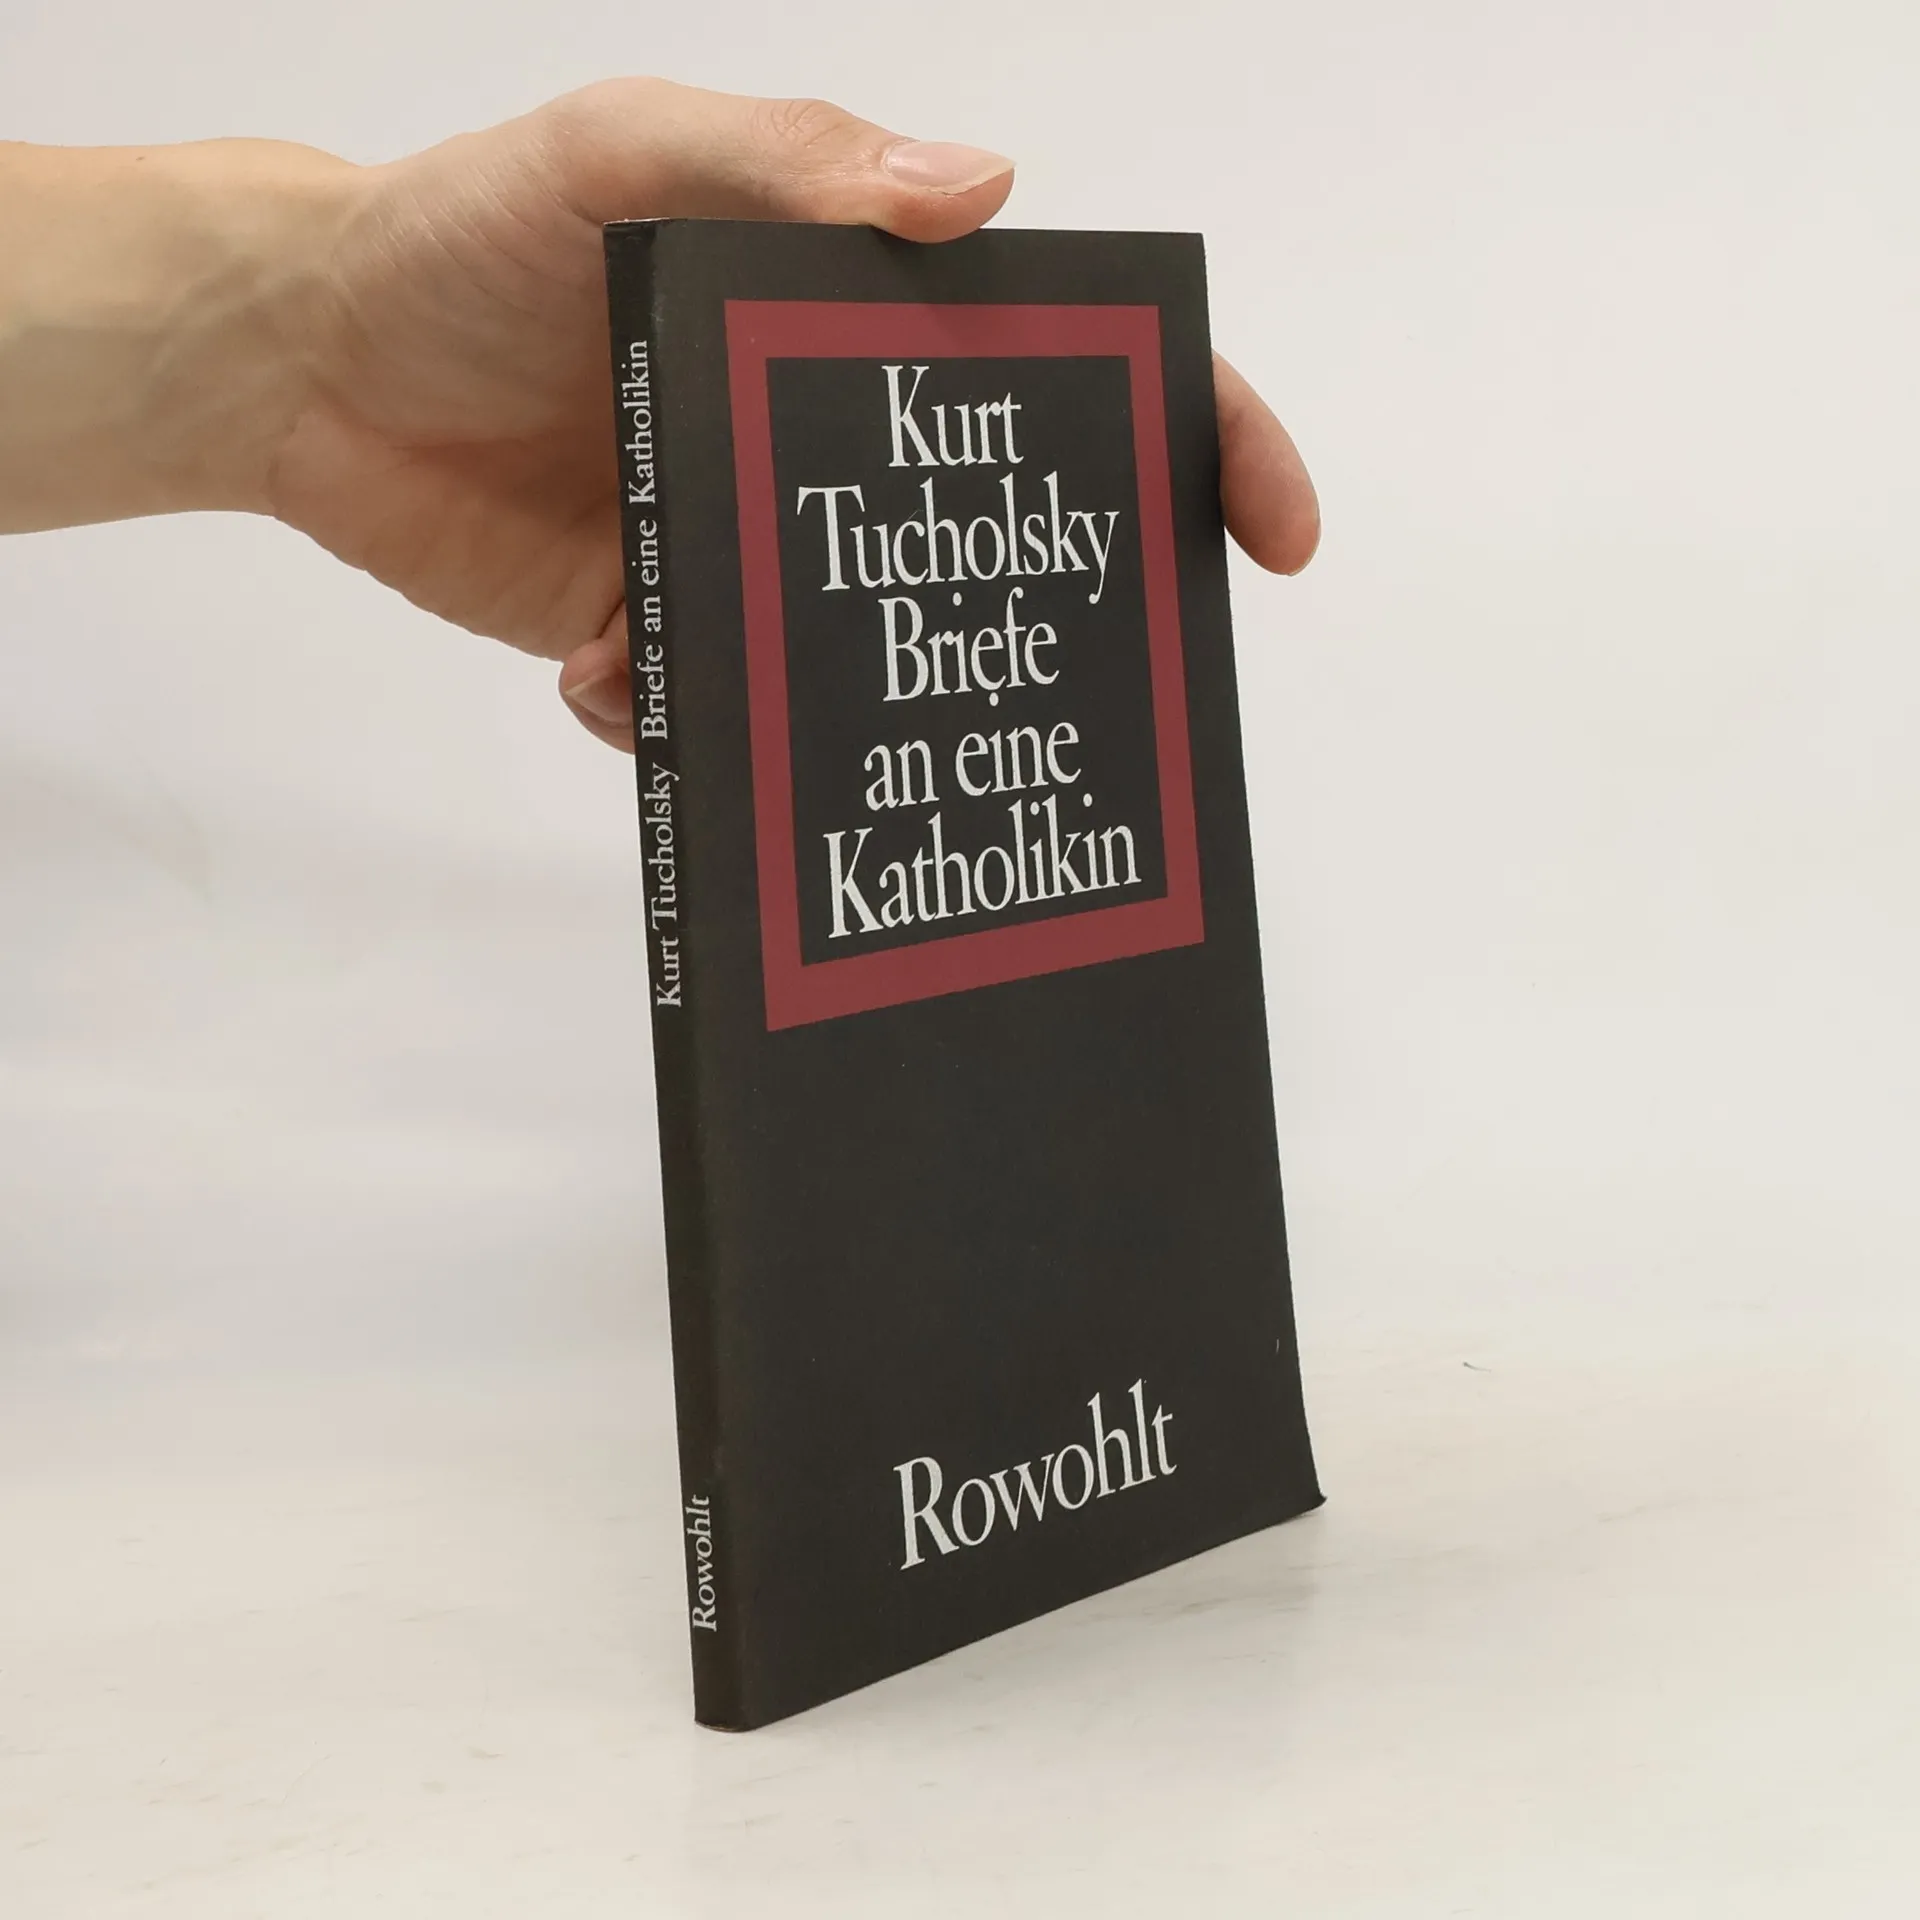 Kurt
Tucholsky
Briefe
an eine
Katholikin
Rowohlt
Kurt Tucholsky Briefe an eine Katholikin
Rowohlt